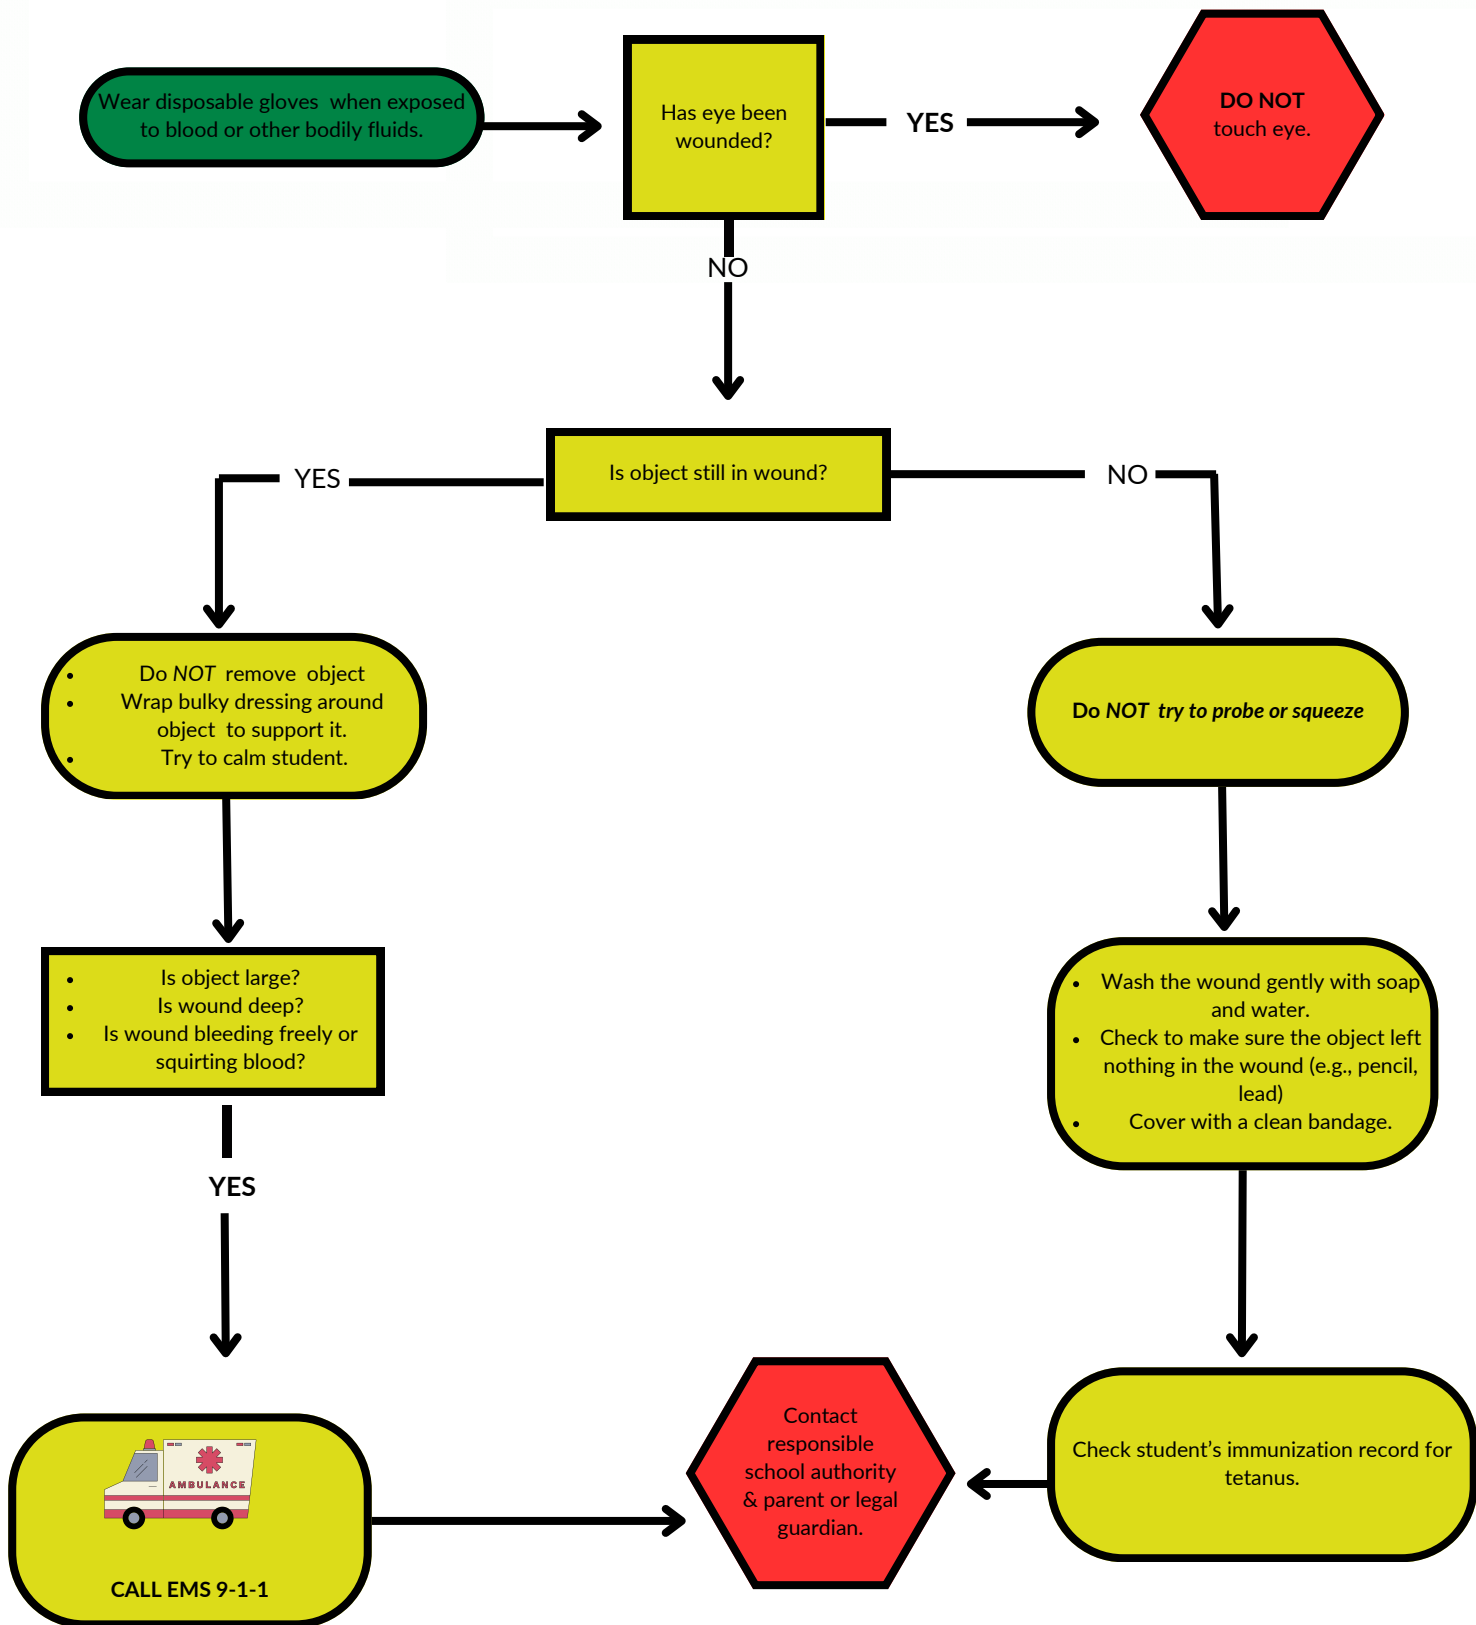 Wear disposable gloves when exposed
to blood or other bodily fluids.
Has eye been
wounded?
YES
DO NOT
touch eye.
NO
Is object still in wound?
YES
NO
• Do NOT remove object
• Wrap bulky dressing around
object to support it.
• Try to calm student.
Do NOT try to probe or squeeze
• Is object large?
• Is wound deep?
• Is wound bleeding freely or
squirting blood?
• Wash the wound gently with soap
and water.
• Check to make sure the object left
nothing in the wound (e.g., pencil,
lead)
• Cover with a clean bandage.
YES
AMBULANCE
CALL EMS 9-1-1
Contact
responsible
school authority
& parent or legal
guardian.
Check student's immunization record for
tetanus.